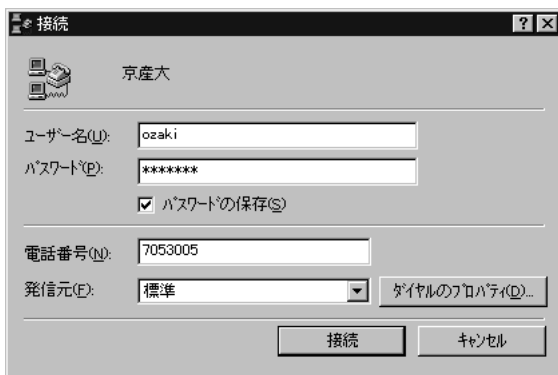 接続
京産大
ユーザー名(U): ozaki
パスワード(P): *******
パスワードの保存(S)
電話番号(N): 7053005
発信元(F): 標準
ダイヤルのプロパティ(D)...
接続 キャンセル